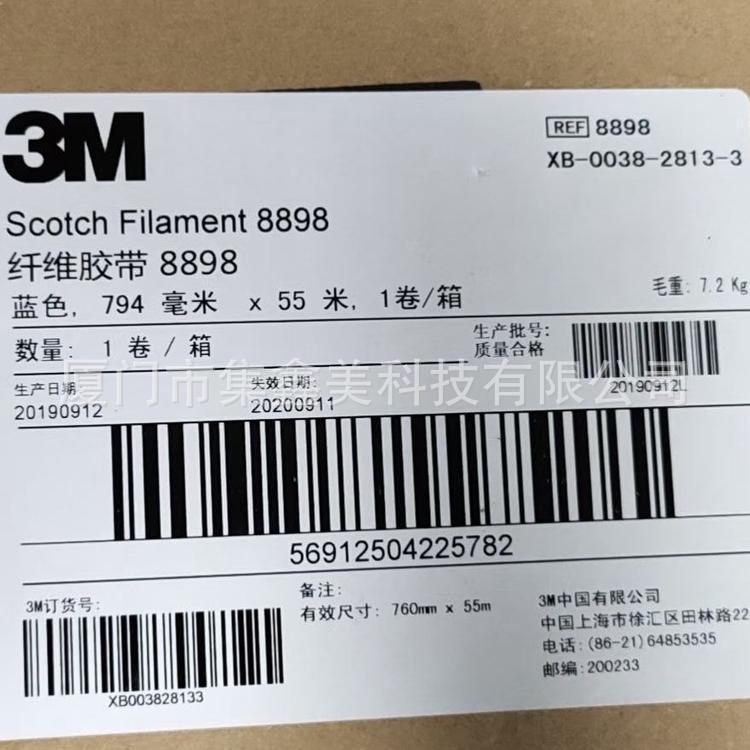 3M
REF 8898
XB-0038-2813-3
Scotch Filament 8898
纤维胶带 8898
蓝色, 794 毫米 x 55 米, 1卷/箱
毛重: 7.2 Kg
数量: 1 卷 / 箱
生产批号:
质量合格
20190912L
生产日期:
20190912
失效日期:
20200911
厦门市集鑫美科技有限公司
56912504225782
3M订货号:
XB003828133
备注:
有效尺寸: 760mm x 55m
3M中国有限公司
中国上海市徐汇区田林路22
电话: (86-21) 64853535
邮编: 200233